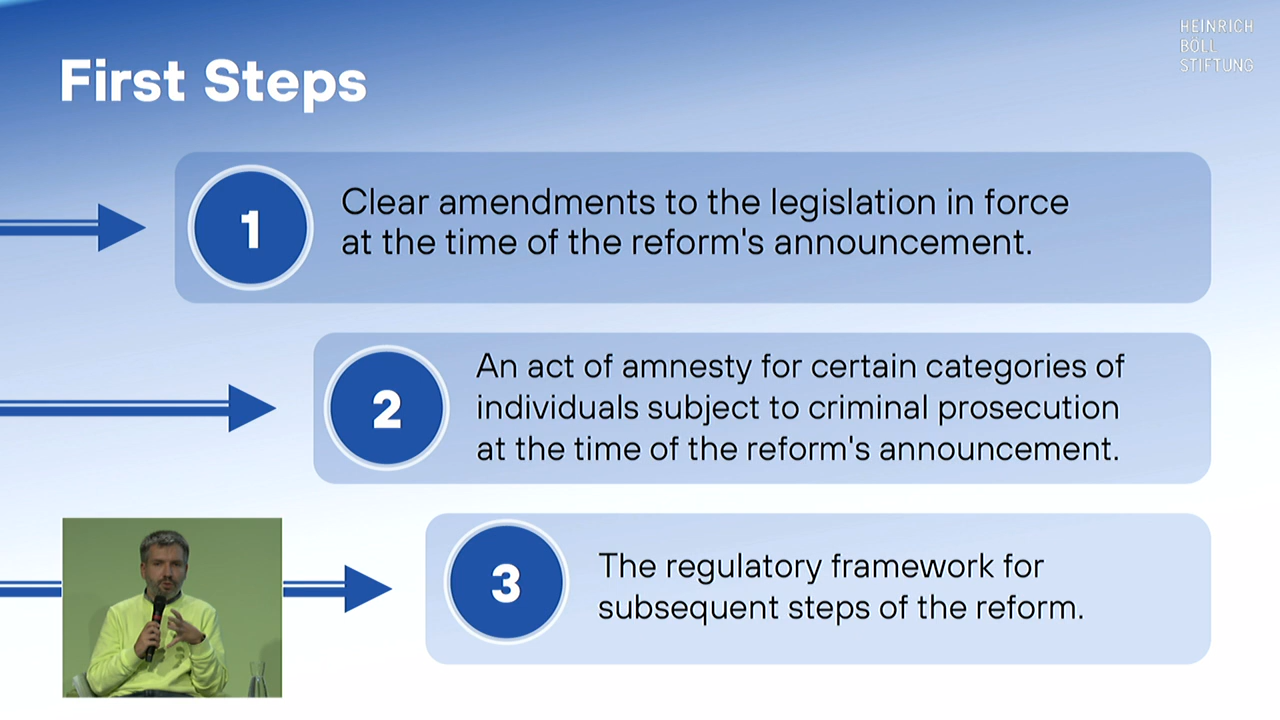 HEINRICH
BÖLL
STIFTUNG
First Steps
1
Clear amendments to the legislation in force
at the time of the reform's announcement.
2
An act of amnesty for certain categories of
individuals subject to criminal prosecution
at the time of the reform's announcement.
3
The regulatory framework for
subsequent steps of the reform.